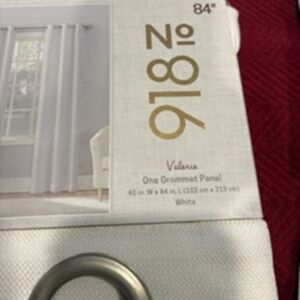 84"
No 918
Valerie
One Grommet Panel
40 in. W x 84 in. L (102 cm x 213 cm)
White